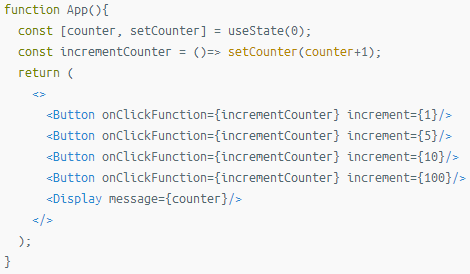 function App(){
  const [counter, setCounter] = useState(0);
  const incrementCounter = ()=> setCounter(counter+1);
  return (
    <>
      <Button onClickFunction={incrementCounter} increment={1}/>
      <Button onClickFunction={incrementCounter} increment={5}/>
      <Button onClickFunction={incrementCounter} increment={10}/>
      <Button onClickFunction={incrementCounter} increment={100}/>
      <Display message={counter}/>
    </>
  );
}